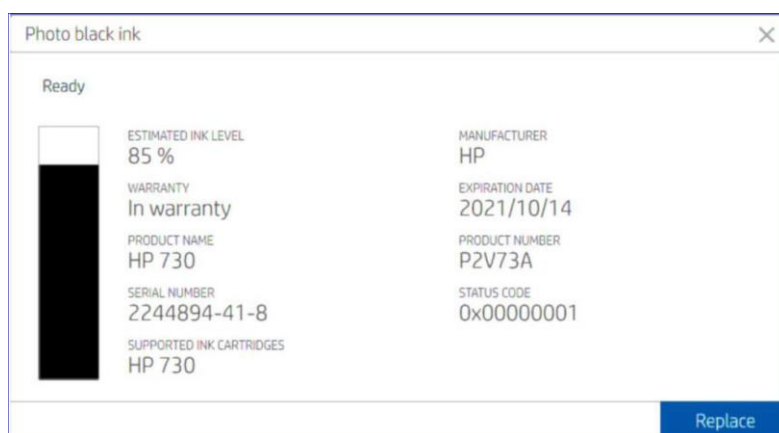 Photo black ink
Ready
ESTIMATED INK LEVEL
85 %
MANUFACTURER
HP
WARRANTY
In warranty
EXPIRATION DATE
2021/10/14
PRODUCT NAME
HP 730
PRODUCT NUMBER
P2V73A
SERIAL NUMBER
2244894-41-8
STATUS CODE
0x00000001
SUPPORTED INK CARTRIDGES
HP 730
Replace